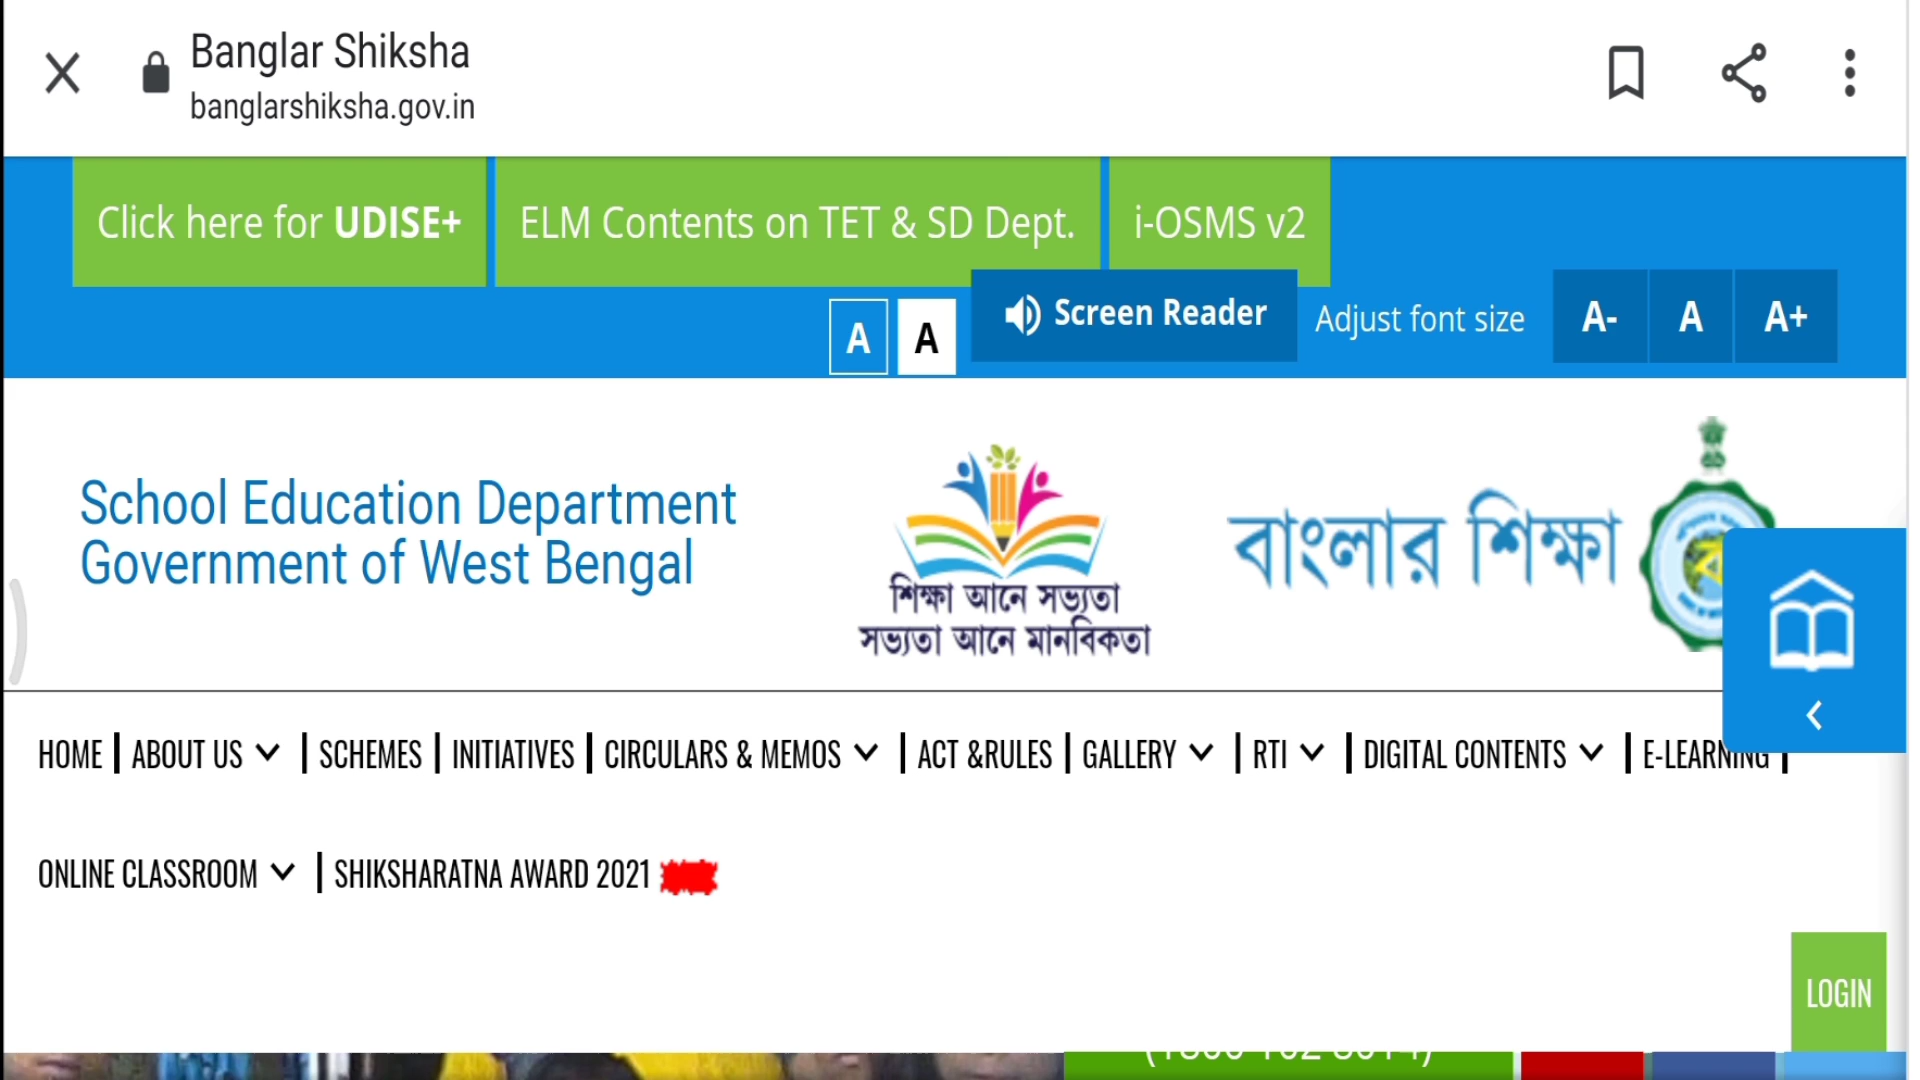 Banglar Shiksha
banglarshiksha.gov.in
Click here for UDISE+ ELM Contents on TET & SD Dept. i-OSMS v2
A A Screen Reader Adjust font size A- A A+
School Education Department
Government of West Bengal
শিক্ষা আনে সভ্যতা
সভ্যতা আনে মানবিকতা
বাংলার শিক্ষা
HOME ABOUT US SCHEMES INITIATIVES CIRCULARS & MEMOS ACT &RULES GALLERY RTI DIGITAL CONTENTS E-LEARNING
ONLINE CLASSROOM SHIKSHARATNA AWARD 2021
LOGIN